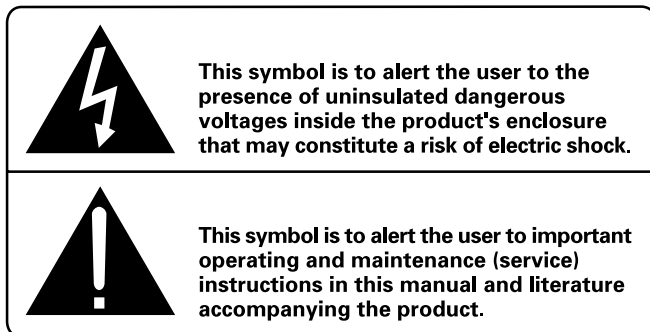 This symbol is to alert the user to the
presence of uninsulated dangerous
voltages inside the product's enclosure
that may constitute a risk of electric shock.
This symbol is to alert the user to important
operating and maintenance (service)
instructions in this manual and literature
accompanying the product.